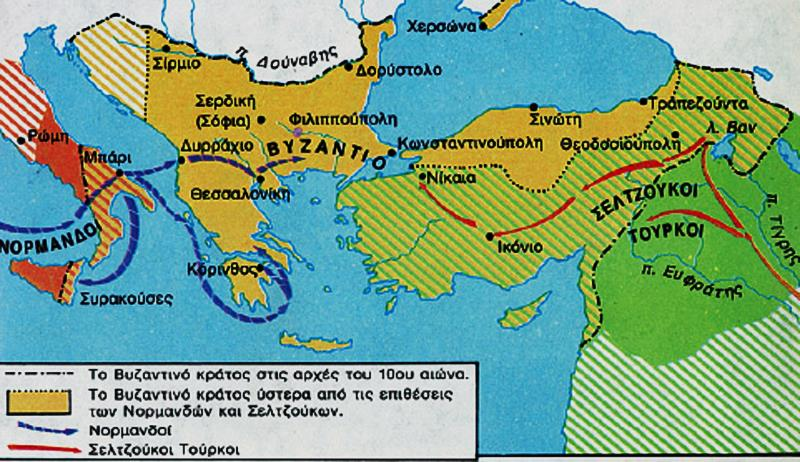 Χερσώνα
π. Δούναβης
Σίρμιο
Δορύστολο
Σερδική
(Σόφια)
Φιλιππούπολη
Σινώπη
Τραπεζούντα
Ρώμη
Μπάρι
Δυρράχιο
ΒΥΖΑΝΤΙΟ
Κωνσταντινούπολη
Θεοδοσιούπολη
λ. Βαν
Θεσσαλονίκη
Νίκαια
ΣΕΛΤΖΟΥΚΟΙ
ΤΟΥΡΚΟΙ
π. Τίγρης
ΝΟΡΜΑΝΔΟΙ
Ικόνιο
Κόρινθος
π. Ευφράτης
Συρακούσες
Το Βυζαντινό κράτος στις αρχές του 10ου αιώνα.
Το Βυζαντινό κράτος ύστερα από τις επιθέσεις
των Νορμανδών και Σελτζούκων.
Νορμανδοί
Σελτζούκοι Τούρκοι